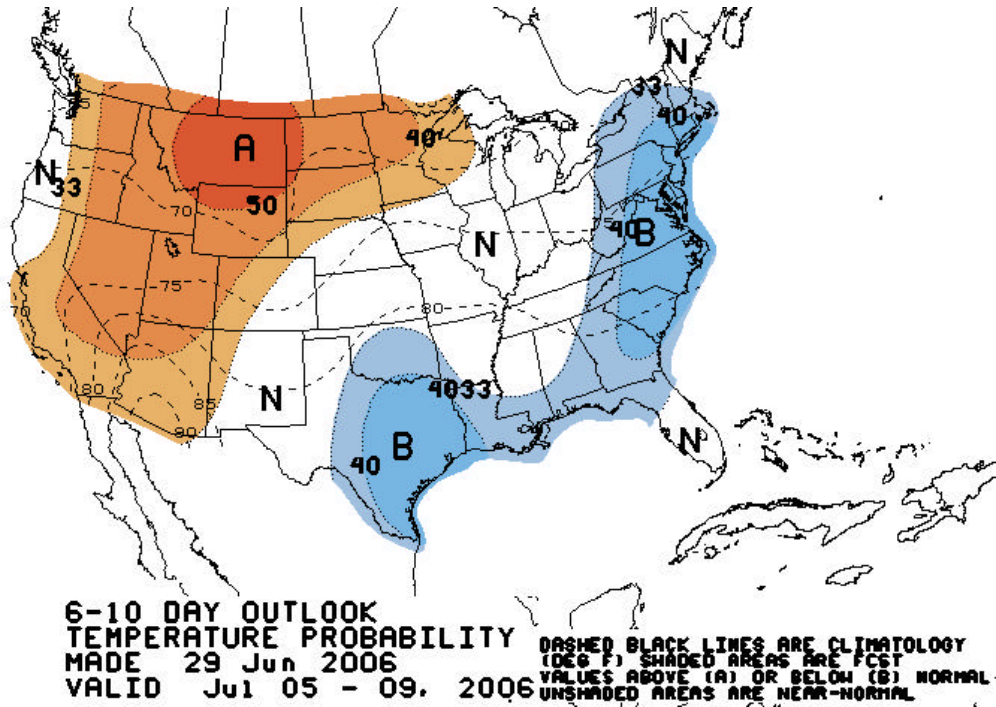 N
33
40
A
40
N
33
50
70
40
B
N
75
80
70
N
4033
80
85
90
B
40
N
6-10 DAY OUTLOOK
TEMPERATURE PROBABILITY
MADE 29 Jun 2006
VALID Jul 05 - 09, 2006
DASHED BLACK LINES ARE CLIMATOLOGY
(DEG F) SHADED AREAS ARE FCST
VALUES ABOVE (A) OR BELOW (B) NORMAL
UNSHADED AREAS ARE NEAR-NORMAL